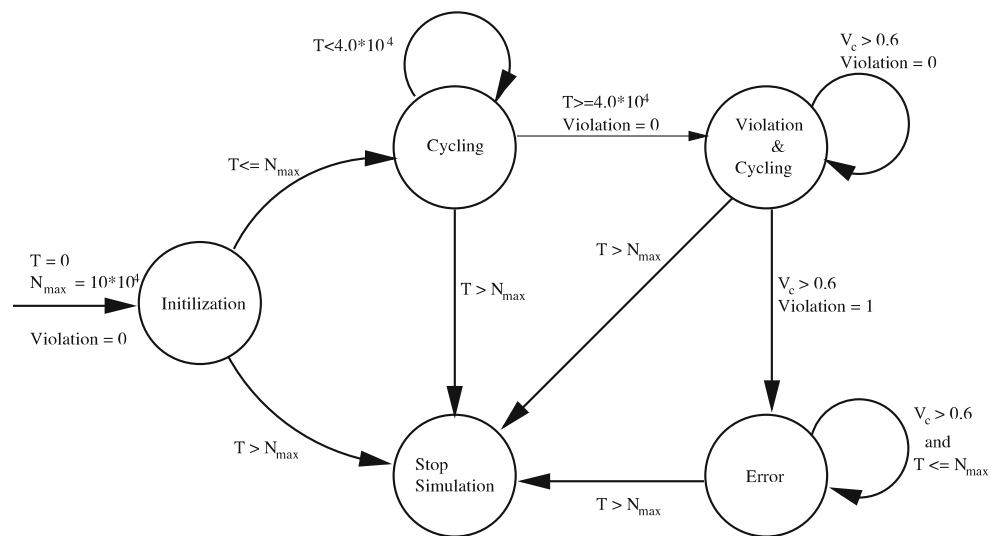 T<4.0*10^4
V_c > 0.6
Violation = 0
T>=4.0*10^4
Violation = 0
Cycling
Violation
&
Cycling
T<= N_max
T > N_max
T = 0
N_max = 10*10^4
Violation = 0
Initilization
T > N_max
V_c > 0.6
Violation = 1
T > N_max
Stop
Simulation
T > N_max
Error
V_c > 0.6
and
T <= N_max